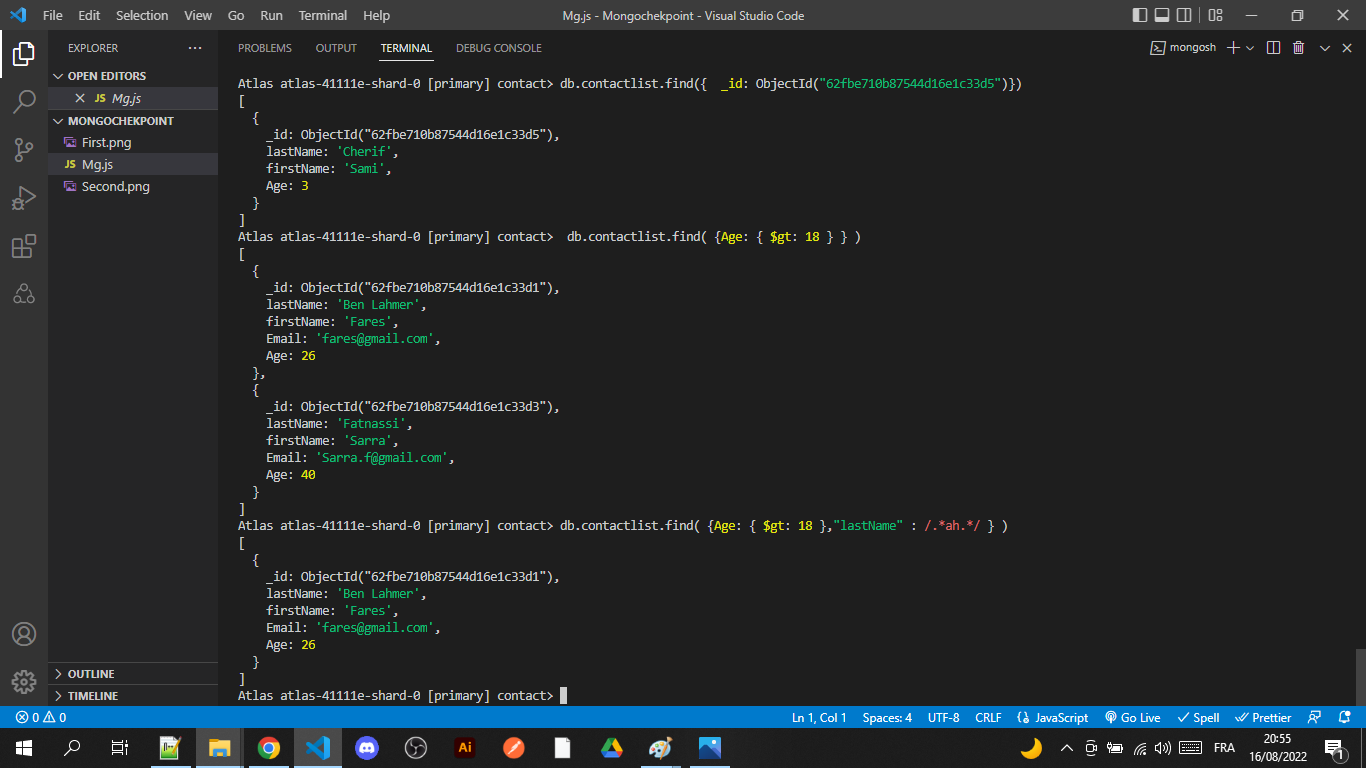 File Edit Selection View Go Run Terminal Help
Mg.js - Mongochekpoint - Visual Studio Code
EXPLORER
OPEN EDITORS
JS Mg.js
MONGOCHEKPOINT
First.png
JS Mg.js
Second.png
OUTLINE
TIMELINE
PROBLEMS OUTPUT TERMINAL DEBUG CONSOLE
mongosh
Atlas atlas-41111e-shard-0 [primary] contact> db.contactlist.find({  _id: ObjectId("62fbe710b87544d16e1c33d5")})
[
  {
    _id: ObjectId("62fbe710b87544d16e1c33d5"),
    lastName: 'Cherif',
    firstName: 'Sami',
    Age: 3
  }
]
Atlas atlas-41111e-shard-0 [primary] contact>  db.contactlist.find( {Age: { $gt: 18 } } )
[
  {
    _id: ObjectId("62fbe710b87544d16e1c33d1"),
    lastName: 'Ben Lahmer',
    firstName: 'Fares',
    Email: 'fares@gmail.com',
    Age: 26
  },
  {
    _id: ObjectId("62fbe710b87544d16e1c33d3"),
    lastName: 'Fatnassi',
    firstName: 'Sarra',
    Email: 'Sarra.f@gmail.com',
    Age: 40
  }
]
Atlas atlas-41111e-shard-0 [primary] contact> db.contactlist.find( {Age: { $gt: 18 },"lastName" : /.*ah.*/ } )
[
  {
    _id: ObjectId("62fbe710b87544d16e1c33d1"),
    lastName: 'Ben Lahmer',
    firstName: 'Fares',
    Email: 'fares@gmail.com',
    Age: 26
  }
]
Atlas atlas-41111e-shard-0 [primary] contact>
0 0
Ln 1, Col 1 Spaces: 4 UTF-8 CRLF JavaScript Go Live Spell Prettier
Ai
FRA
20:55
16/08/2022
1